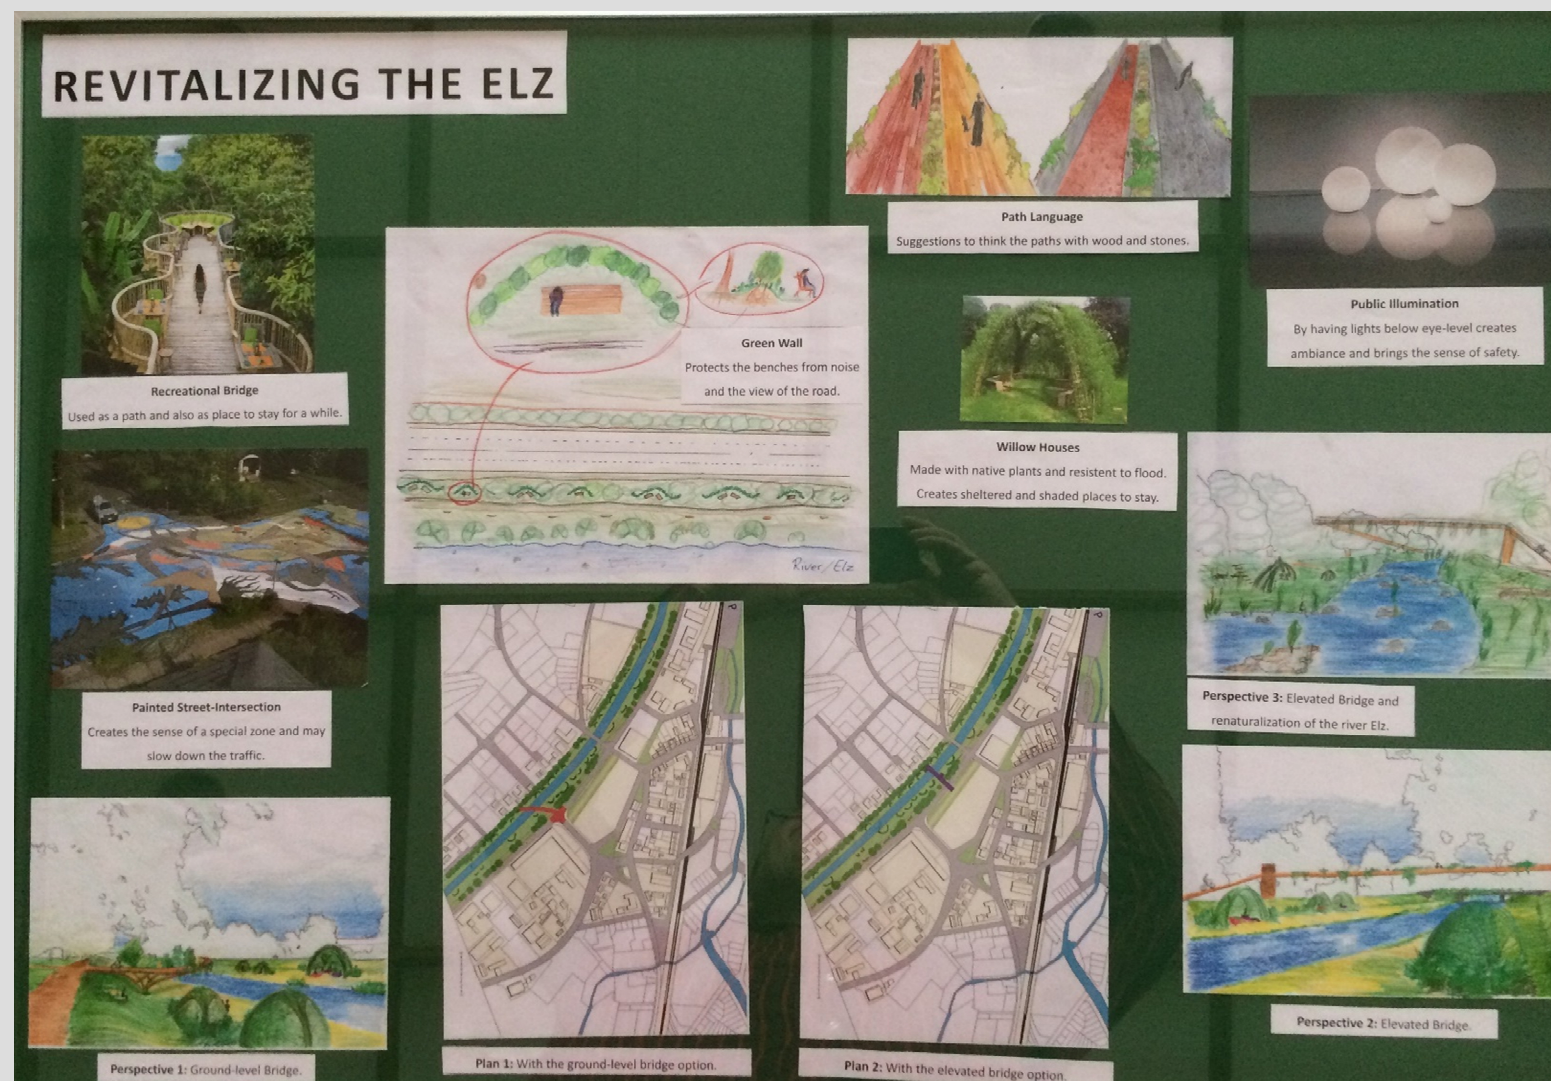 REVITALIZING THE ELZ
Path Language
Suggestions to think the paths with wood and stones.
Public Illumination
By having lights below eye-level creates
ambiance and brings the sense of safety.
Recreational Bridge
Used as a path and also as place to stay for a while.
Green Wall
Protects the benches from noise
and the view of the road.
River/Elz
Willow Houses
Made with native plants and resistent to flood.
Creates sheltered and shaded places to stay.
Painted Street-Intersection
Creates the sense of a special zone and may
slow down the traffic.
Perspective 3: Elevated Bridge and
renaturalization of the river Elz.
P
P
Perspective 1: Ground-level Bridge.
Plan 1: With the ground-level bridge option.
Plan 2: With the elevated bridge option.
Perspective 2: Elevated Bridge.